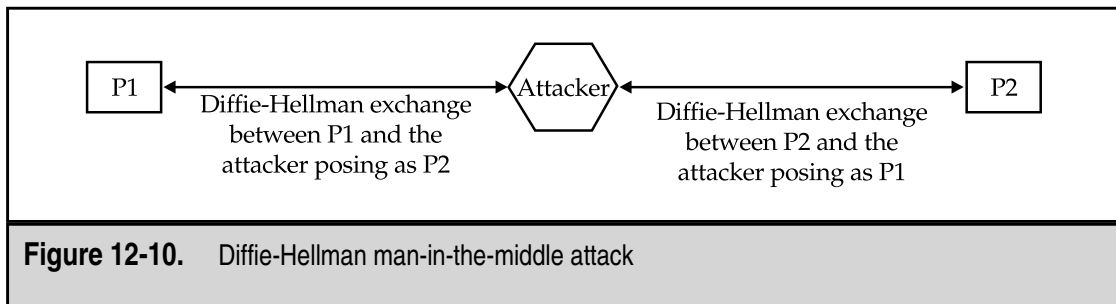 P1
Attacker
P2
Diffie-Hellman exchange
between P1 and the
attacker posing as P2
Diffie-Hellman exchange
between P2 and the
attacker posing as P1
Figure 12-10. Diffie-Hellman man-in-the-middle attack